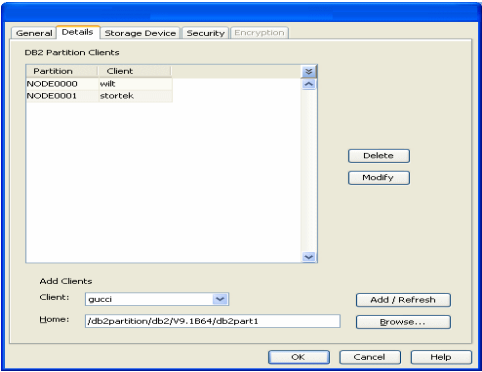 General Details Storage Device Security Encryption
DB2 Partition Clients
Partition Client
NODE0000 wilt
NODE0001 stortek
Delete
Modify
Add Clients
Client: gucci Add / Refresh
Home: /db2partition/db2/V9.1B64/db2part1 Browse...
OK Cancel Help